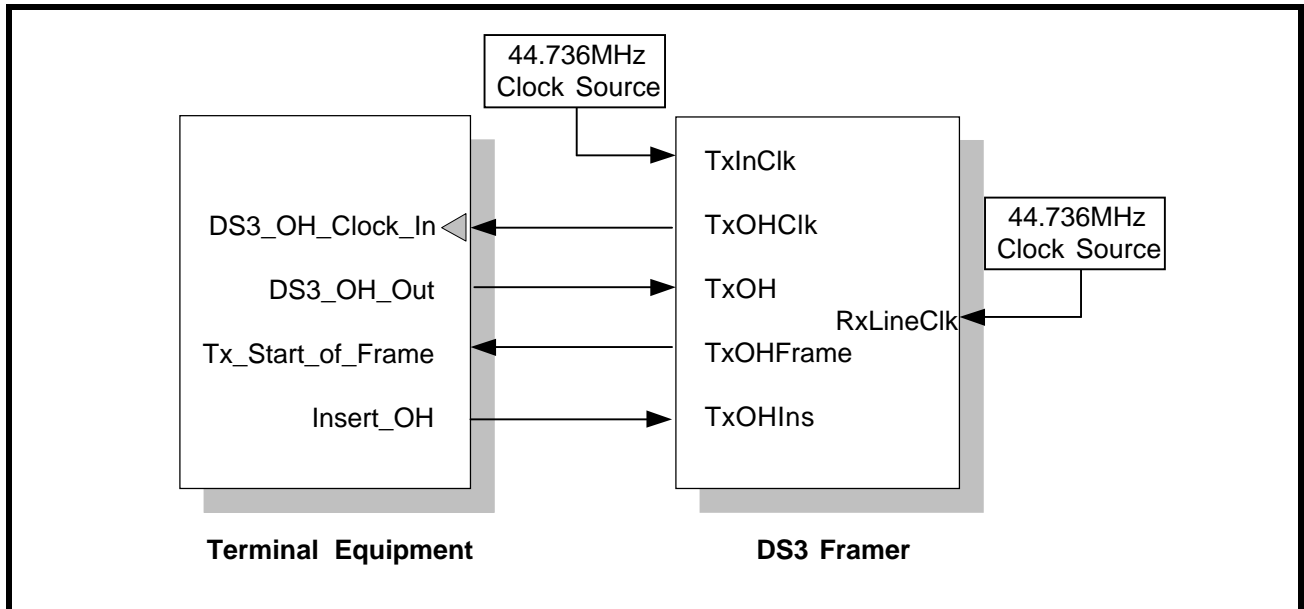 44.736MHz
Clock Source
TxInClk
DS3_OH_Clock_In
TxOHClk
44.736MHz
Clock Source
DS3_OH_Out
TxOH
RxLineClk
Tx_Start_of_Frame
TxOHFrame
Insert_OH
TxOHIns
Terminal Equipment
DS3 Framer